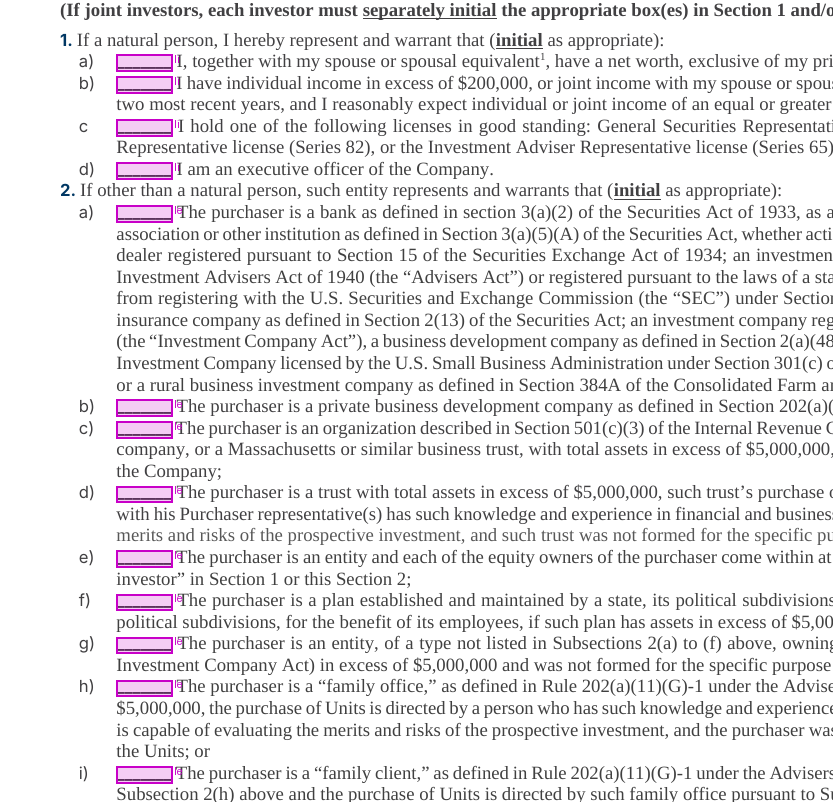 (If joint investors, each investor must separately initial the appropriate box(es) in Section 1 and/o
1. If a natural person, I hereby represent and warrant that (initial as appropriate):
a) I, together with my spouse or spousal equivalent1, have a net worth, exclusive of my pri
b) I have individual income in excess of $200,000, or joint income with my spouse or spou
two most recent years, and I reasonably expect individual or joint income of an equal or greater
c I hold one of the following licenses in good standing: General Securities Representati
Representative license (Series 82), or the Investment Adviser Representative license (Series 65)
d) I am an executive officer of the Company.
2. If other than a natural person, such entity represents and warrants that (initial as appropriate):
a) The purchaser is a bank as defined in section 3(a)(2) of the Securities Act of 1933, as a
association or other institution as defined in Section 3(a)(5)(A) of the Securities Act, whether acti
dealer registered pursuant to Section 15 of the Securities Exchange Act of 1934; an investmen
Investment Advisers Act of 1940 (the “Advisers Act”) or registered pursuant to the laws of a sta
from registering with the U.S. Securities and Exchange Commission (the “SEC”) under Section
insurance company as defined in Section 2(13) of the Securities Act; an investment company reg
(the “Investment Company Act”), a business development company as defined in Section 2(a)(48
Investment Company licensed by the U.S. Small Business Administration under Section 301(c) o
or a rural business investment company as defined in Section 384A of the Consolidated Farm an
b) The purchaser is a private business development company as defined in Section 202(a)(
c) The purchaser is an organization described in Section 501(c)(3) of the Internal Revenue C
company, or a Massachusetts or similar business trust, with total assets in excess of $5,000,000,
the Company;
d) The purchaser is a trust with total assets in excess of $5,000,000, such trust’s purchase o
with his Purchaser representative(s) has such knowledge and experience in financial and busines
merits and risks of the prospective investment, and such trust was not formed for the specific pu
e) The purchaser is an entity and each of the equity owners of the purchaser come within at
investor” in Section 1 or this Section 2;
f) The purchaser is a plan established and maintained by a state, its political subdivisions
political subdivisions, for the benefit of its employees, if such plan has assets in excess of $5,00
g) The purchaser is an entity, of a type not listed in Subsections 2(a) to (f) above, owning
Investment Company Act) in excess of $5,000,000 and was not formed for the specific purpose
h) The purchaser is a “family office,” as defined in Rule 202(a)(11)(G)-1 under the Advise
$5,000,000, the purchase of Units is directed by a person who has such knowledge and experience
is capable of evaluating the merits and risks of the prospective investment, and the purchaser was
the Units; or
i) The purchaser is a “family client,” as defined in Rule 202(a)(11)(G)-1 under the Advisers
Subsection 2(h) above and the purchase of Units is directed by such family office pursuant to Su